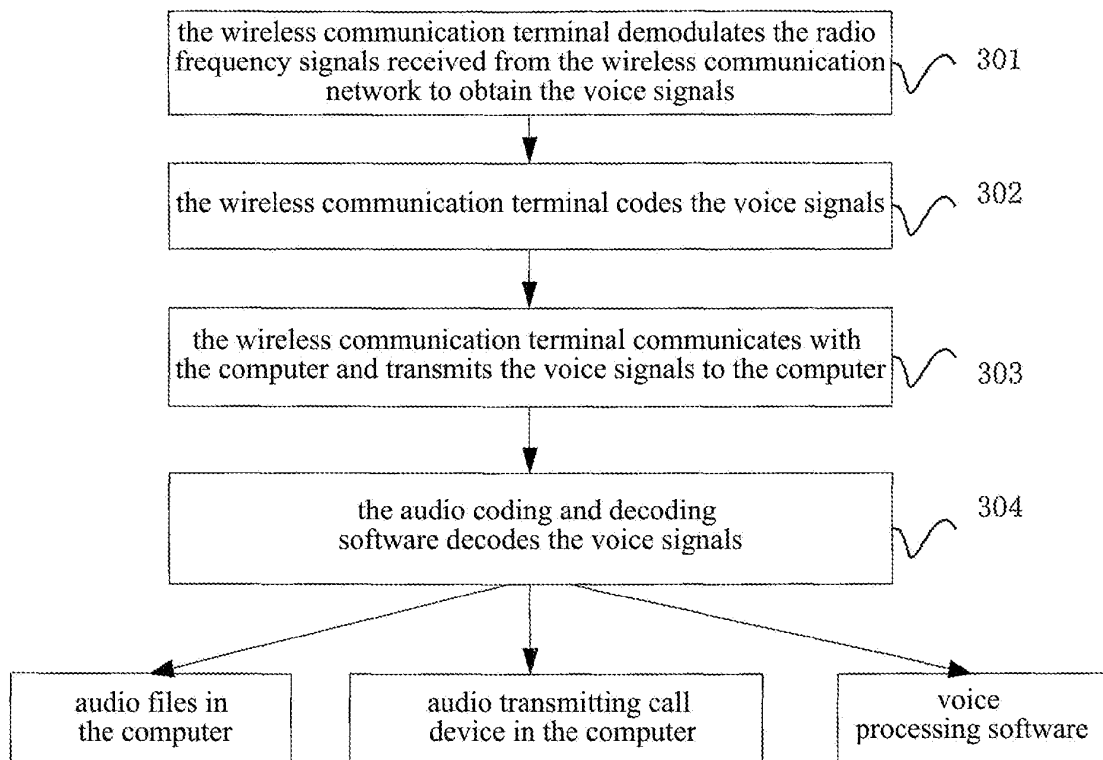 the wireless communication terminal demodulates the radio
frequency signals received from the wireless communication
network to obtain the voice signals
301
the wireless communication terminal codes the voice signals
302
the wireless communication terminal communicates with
the computer and transmits the voice signals to the computer
303
the audio coding and decoding
software decodes the voice signals
304
audio files in
the computer
audio transmitting call
device in the computer
voice
processing software